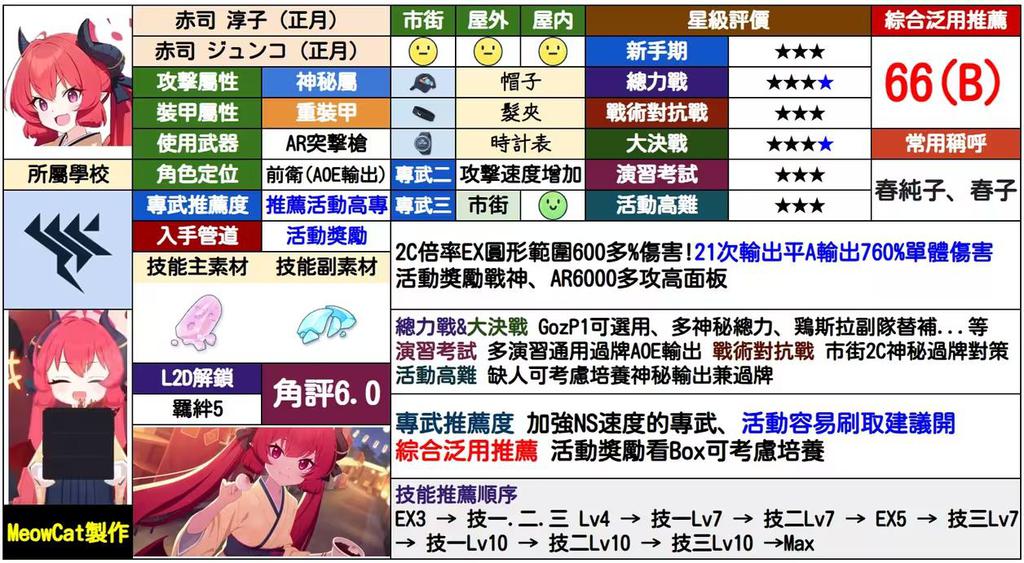 赤司 淳子（正月）
赤司 ジュンコ（正月）
攻擊屬性 神秘屬
裝甲屬性 重裝甲
使用武器 AR突擊槍
所屬學校
角色定位 前衛(AOE輸出)
專武推薦度 推薦活動高專
入手管道 活動獎勵
技能主素材 技能副素材
L2D解鎖
羈絆5
角評6.0
MeowCat製作
市街 屋外 屋內
帽子
髮夾
時計表
專武二 攻擊速度增加
專武三 市街
星級評價
新手期 ★★★
總力戰 ★★★★
戰術對抗戰 ★★★
大決戰 ★★★★
演習考試 ★★★
活動高難 ★★★
綜合泛用推薦
66(B)
常用稱呼
春純子、春子
2C倍率EX圓形範圍600多%傷害!21次輸出平A輸出760%單體傷害
活動獎勵戰神、AR6000多攻高面板
總力戰&大決戰 GozP1可選用、多神秘總力、鶏斯拉副隊替補...等
演習考試 多演習通用過牌AOE輸出 戰術對抗戰 市街2C神秘過牌對策
活動高難 缺人可考慮培養神秘輸出兼過牌
專武推薦度 加強NS速度的專武、活動容易刷取建議開
綜合泛用推薦 活動獎勵看Box可考慮培養
技能推薦順序
EX3 → 技一.二.三 Lv4 → 技一Lv7 → 技二Lv7 → EX5 → 技三Lv7
→ 技一Lv10 → 技二Lv10 → 技三Lv10 →Max